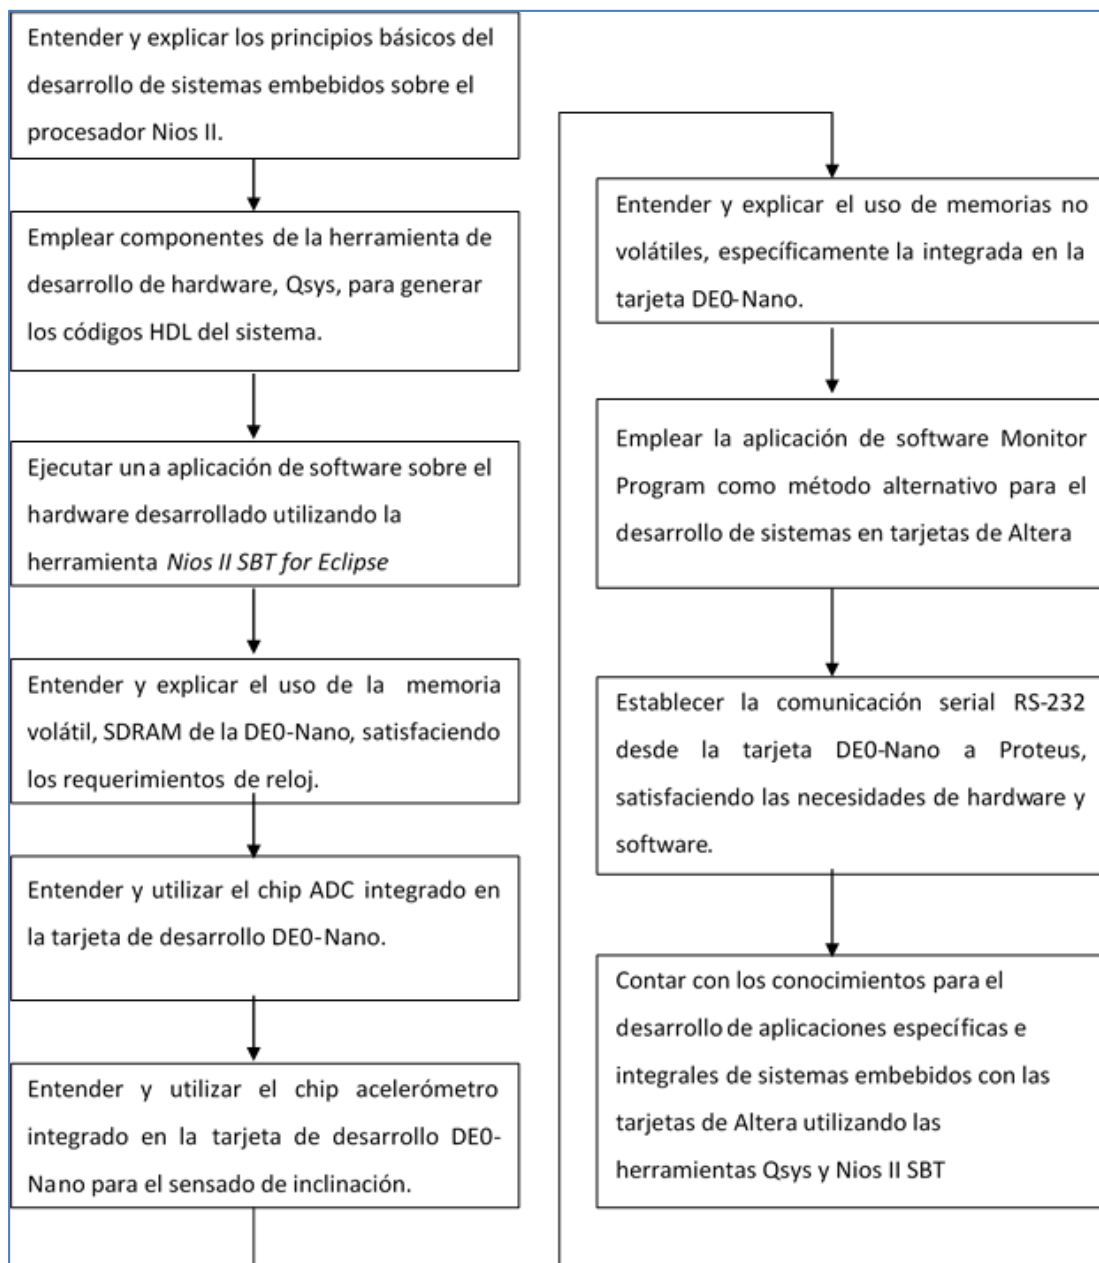 Entender y explicar los principios básicos del
desarrollo de sistemas embebidos sobre el
procesador Nios II.
Emplear componentes de la herramienta de
desarrollo de hardware, Qsys, para generar
los códigos HDL del sistema.
Ejecutar una aplicación de software sobre el
hardware desarrollado utilizando la
herramienta Nios II SBT for Eclipse
Entender y explicar el uso de la memoria
volátil, SDRAM de la DE0-Nano, satisfaciendo
los requerimientos de reloj.
Entender y utilizar el chip ADC integrado en
la tarjeta de desarrollo DE0-Nano.
Entender y utilizar el chip acelerómetro
integrado en la tarjeta de desarrollo DE0-
Nano para el sensado de inclinación.
Entender y explicar el uso de memorias no
volátiles, específicamente la integrada en la
tarjeta DE0-Nano.
Emplear la aplicación de software Monitor
Program como método alternativo para el
desarrollo de sistemas en tarjetas de Altera
Establecer la comunicación serial RS-232
desde la tarjeta DE0-Nano a Proteus,
satisfaciendo las necesidades de hardware y
software.
Contar con los conocimientos para el
desarrollo de aplicaciones específicas e
integrales de sistemas embebidos con las
tarjetas de Altera utilizando las
herramientas Qsys y Nios II SBT